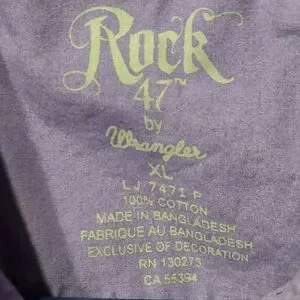 Rock
47™
by
Wrangler
XL
LJ 7471 P
100% COTTON
MADE IN BANGLADESH
FABRIQUE AU BANGLADESH
EXCLUSIVE OF DECORATION
RN 130273
CA 55394